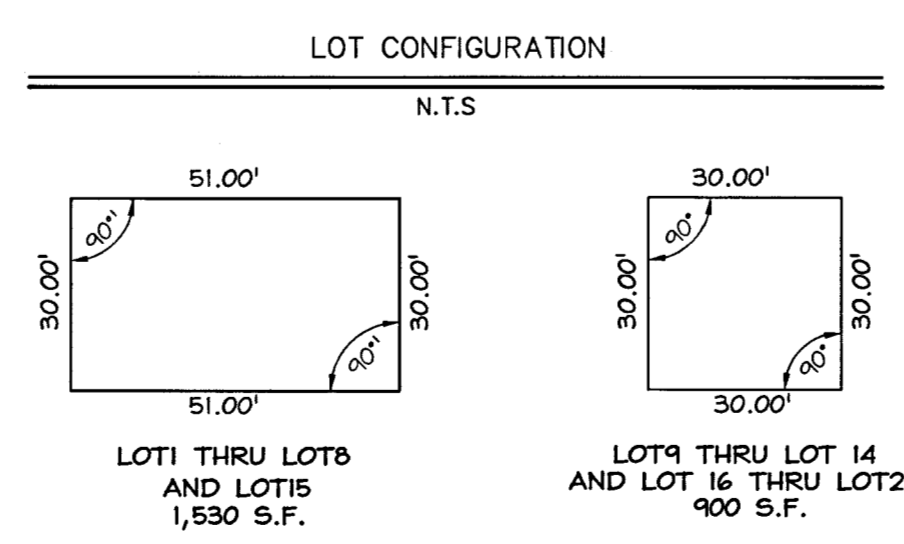 LOT CONFIGURATION
N.T.S
51.00'
90°'
30.00'
30.00'
90°'
51.00'
LOT1 THRU LOT8
AND LOT15
1,530 S.F.
30.00'
90°
30.00'
30.00'
90°
30.00'
LOT9 THRU LOT 14
AND LOT 16 THRU LOT2
900 S.F.